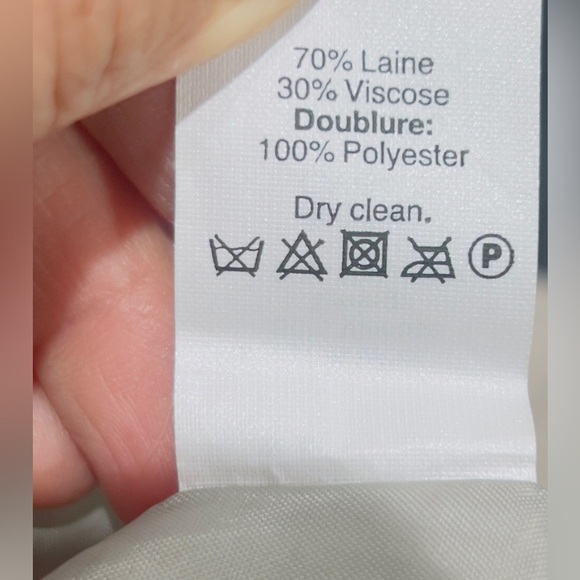 70% Laine
30% Viscose
Doublure:
100% Polyester
Dry clean.
P